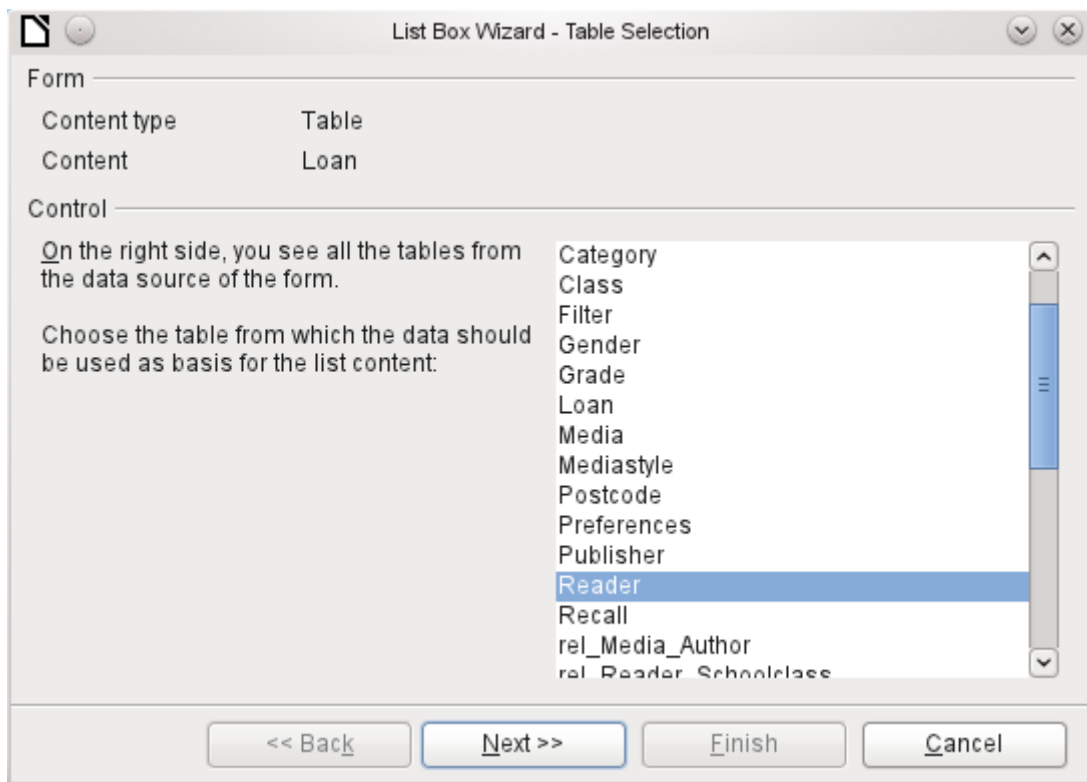 List Box Wizard - Table Selection
Form
Content type Table
Content Loan
Control
On the right side, you see all the tables from
the data source of the form.
Choose the table from which the data should
be used as basis for the list content:
Category
Class
Filter
Gender
Grade
Loan
Media
Mediastyle
Postcode
Preferences
Publisher
Reader
Recall
rel_Media_Author
rel_Reader_Schoolclass
<< Back Next >> Finish Cancel